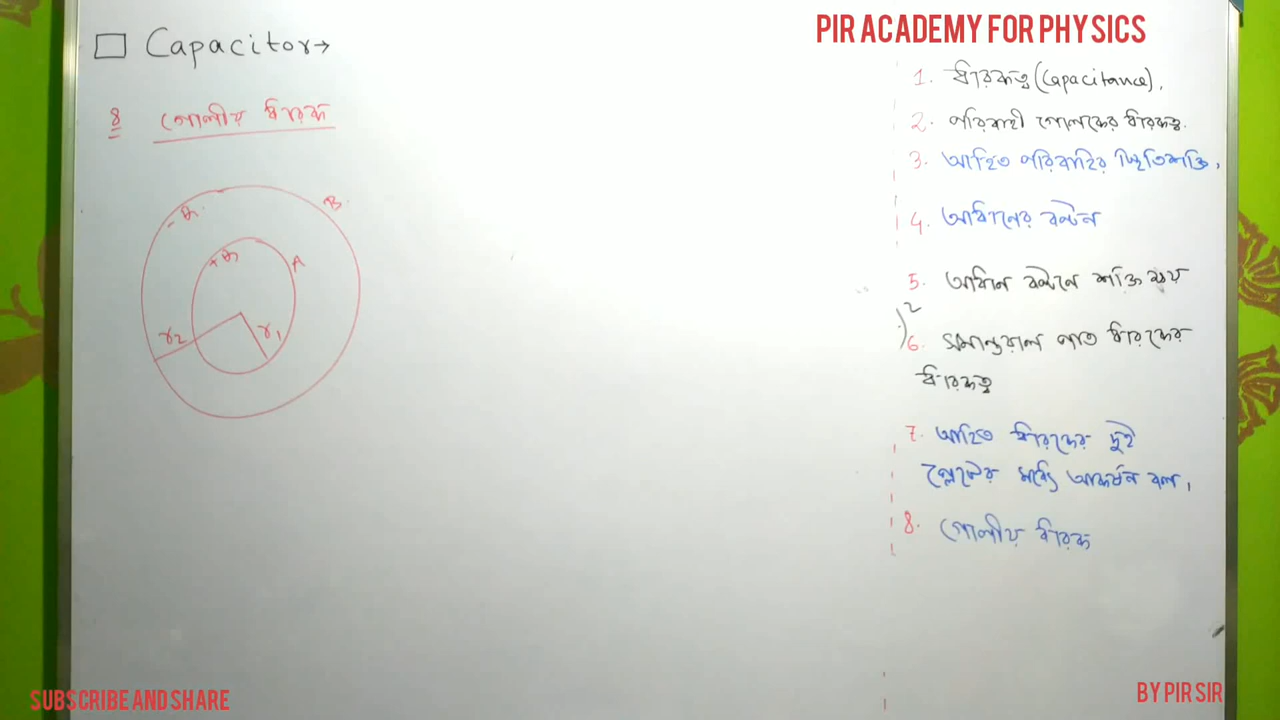 PIR ACADEMY FOR PHYSICS
Capacitor→
8 গোলীয় ধারক
- Q
B
+ Q
A
r2
r1
1. ধারকত্ব (Capacitance).
2. পরিবাহী গোলকের ধারকত্ব.
3. আহিত পরিবাহির স্থিতিশক্তি,
4. আধানের বন্টন
5. আধান বন্টনে শক্তি ক্ষয়
6. সমান্তরাল পাত ধারকের
ধারকত্ব
7. আহিত ধারকের দুই
প্লেটের মধ্যে আকর্ষন বল,
8. গোলীয় ধারক
SUBSCRIBE AND SHARE
BY PIR SIR